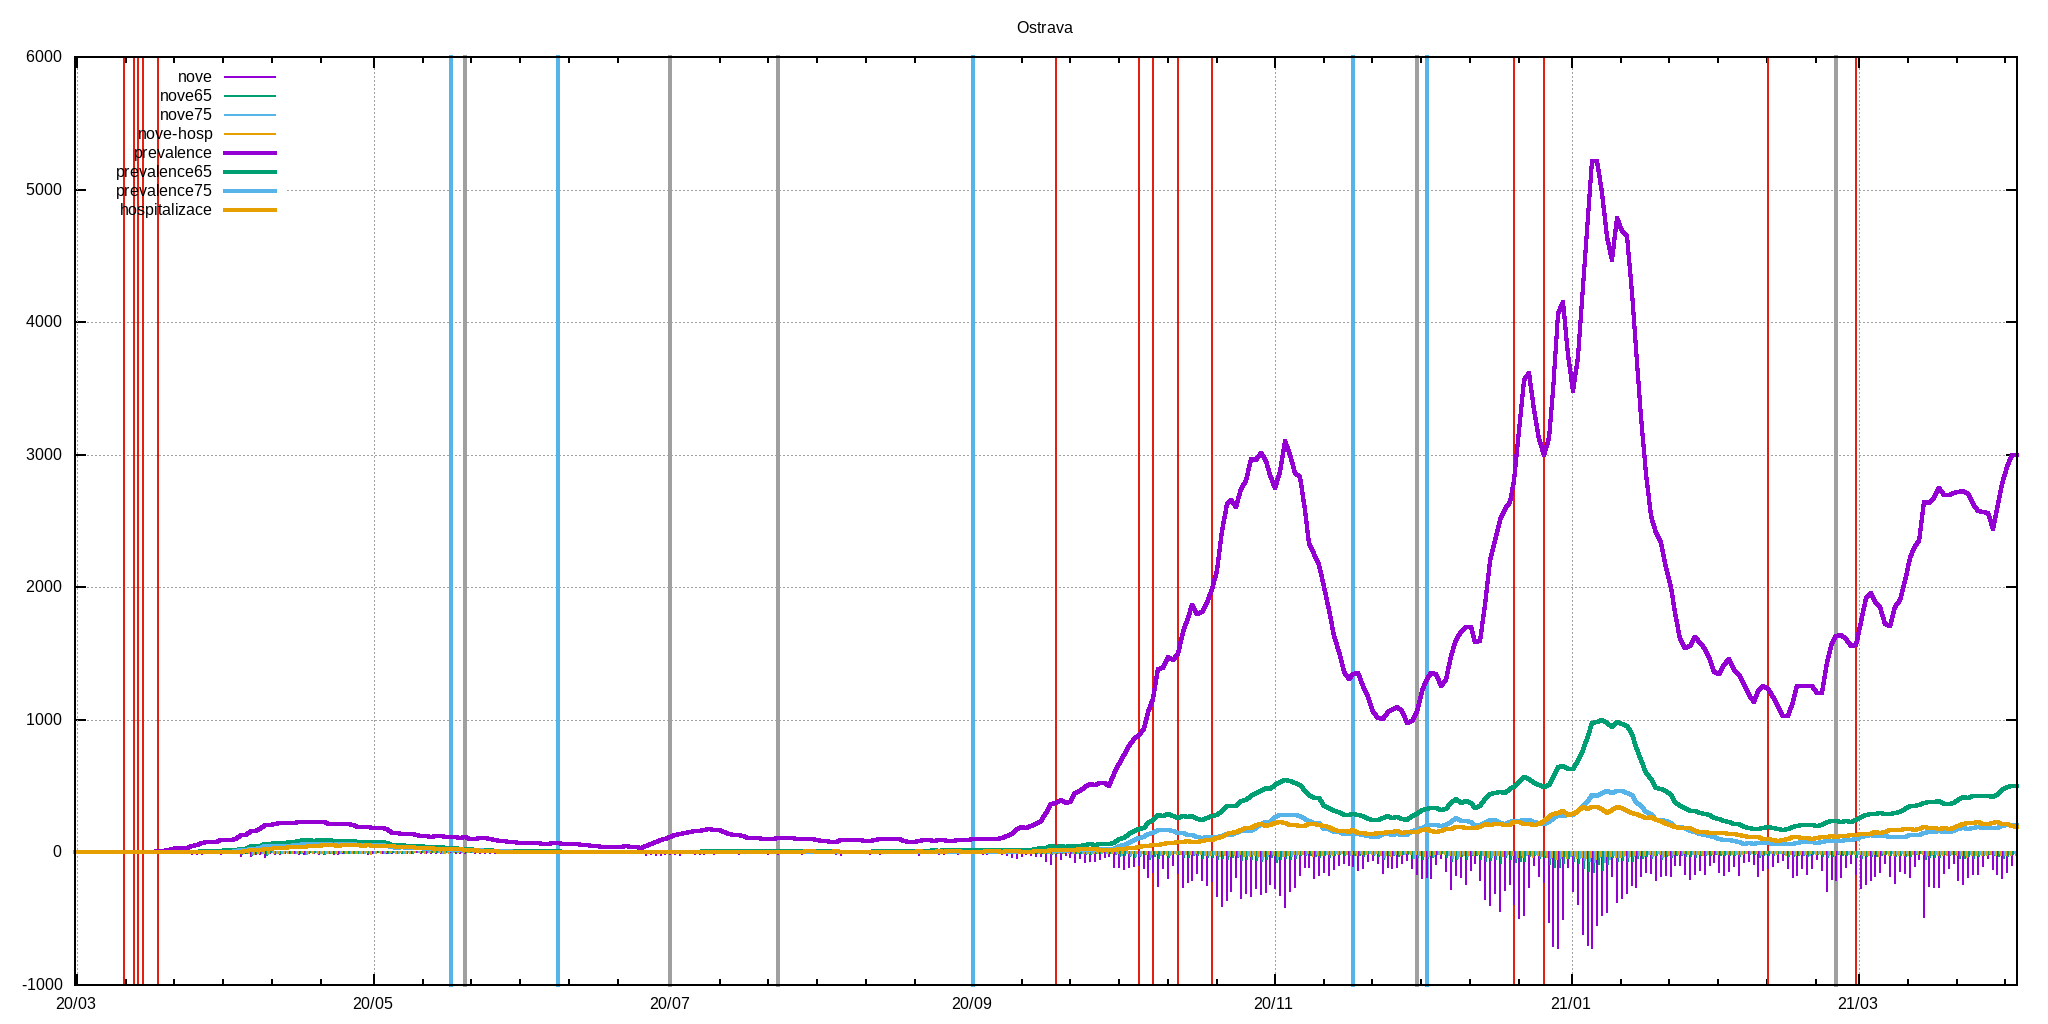 Ostrava
6000
5000
4000
3000
2000
1000
0
-1000
nove
nove65
nove75
nove-hosp
prevalence
prevalence65
prevalence75
hospitalizace
20/03 20/05 20/07 20/09 20/11 21/01 21/03